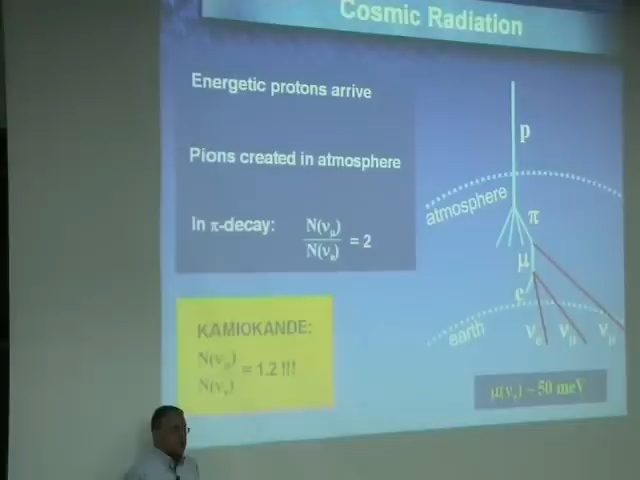 Cosmic Radiation
Energetic protons arrive
Pions created in atmosphere
In π-decay: N(νμ) / N(νe) = 2
KAMIOKANDE:
N(νμ) / N(νe) = 1.2 !!!
p
atmosphere
π
μ
e
earth
νe νμ νμ
~ 50 meV